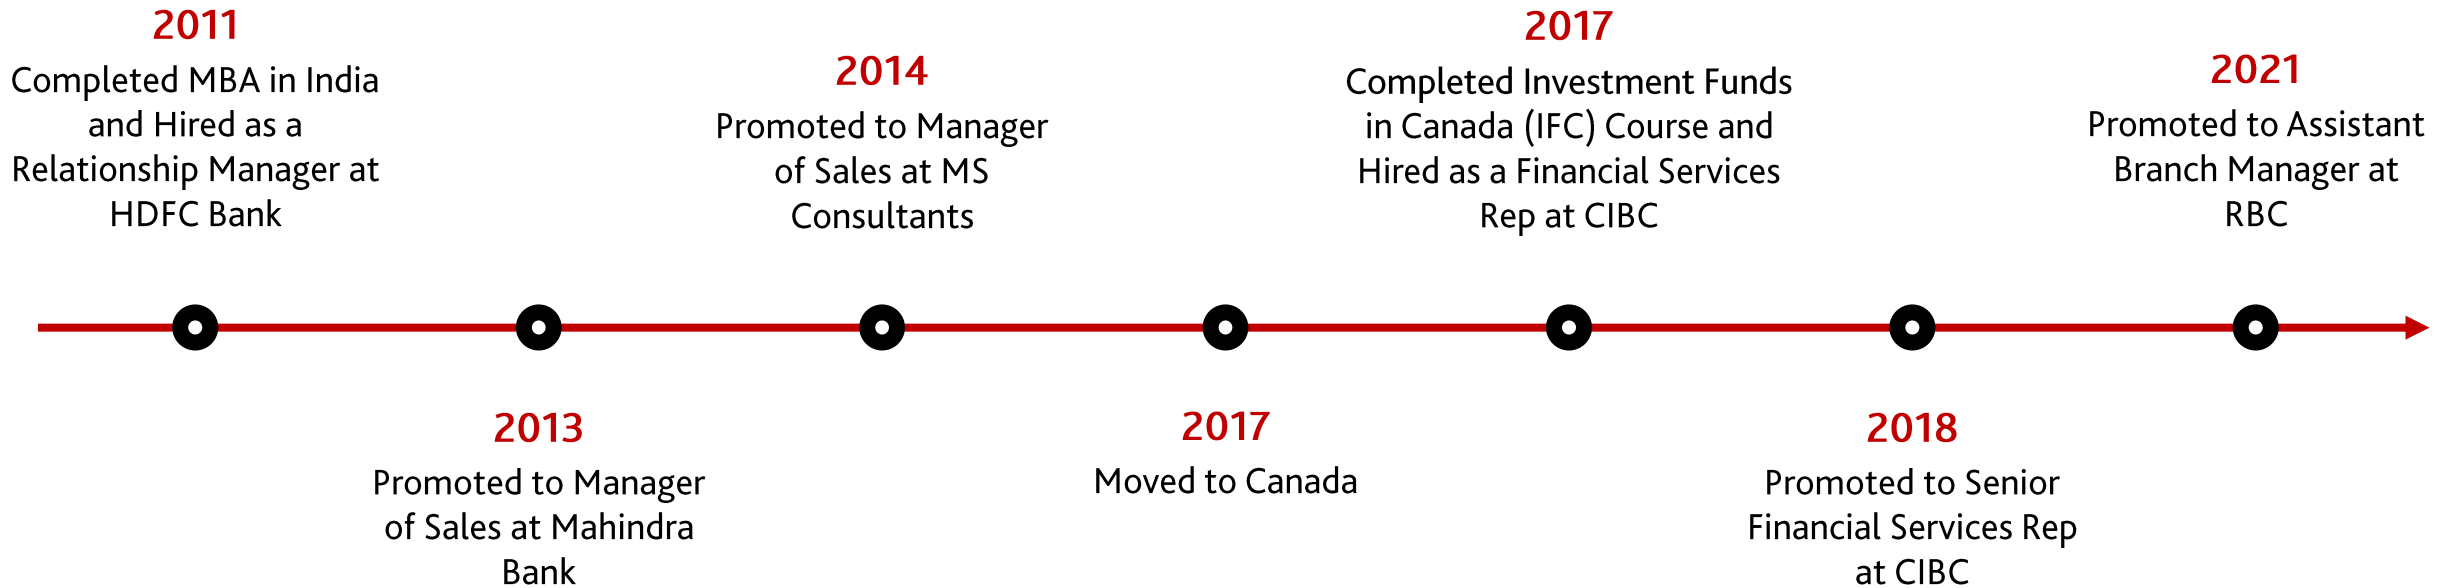 2011
Completed MBA in India
and Hired as a
Relationship Manager at
HDFC Bank
2013
Promoted to Manager
of Sales at Mahindra
Bank
2014
Promoted to Manager
of Sales at MS
Consultants
2017
Moved to Canada
2017
Completed Investment Funds
in Canada (IFC) Course and
Hired as a Financial Services
Rep at CIBC
2018
Promoted to Senior
Financial Services Rep
at CIBC
2021
Promoted to Assistant
Branch Manager at
RBC